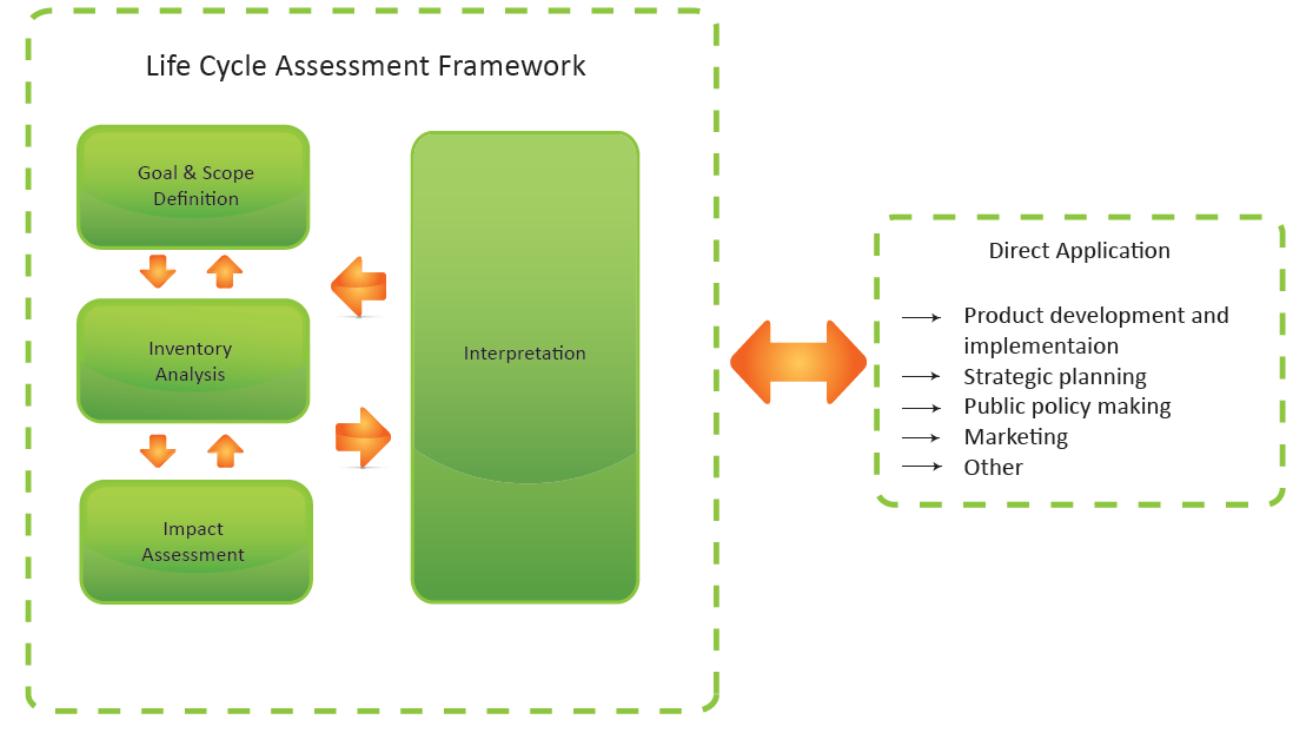 Life Cycle Assessment Framework
Goal & Scope
Definition
Inventory
Analysis
Impact
Assessment
Interpretation
Direct Application
Product development and
implementaion
Strategic planning
Public policy making
Marketing
Other